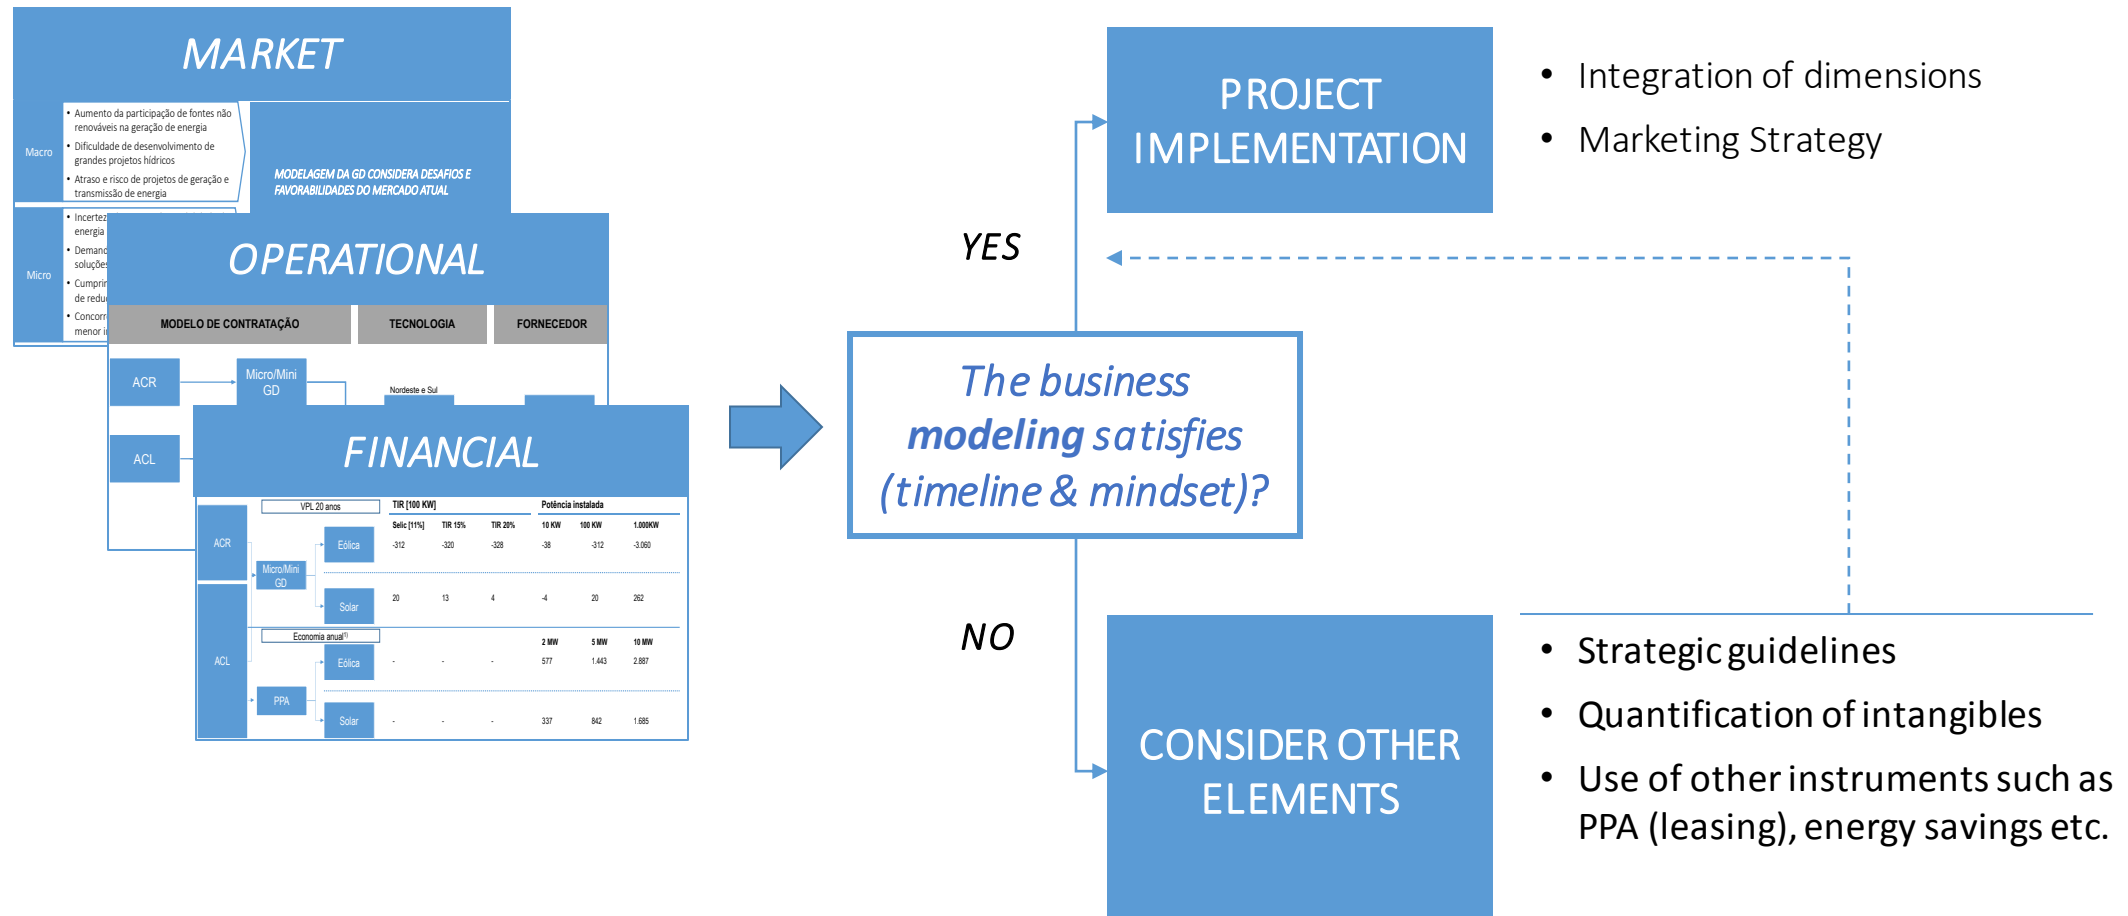 MARKET
Macro
• Aumento da participação de fontes não
renováveis na geração de energia
• Dificuldade de desenvolvimento de
grandes projetos hídricos
• Atraso e risco de projetos de geração e
transmissão de energia
MODELAGEM DA GD CONSIDERA DESAFIOS E
FAVORABILIDADES DO MERCADO ATUAL
Micro
•
energia
•
•
de
•
menor
OPERATIONAL
MODELO DE CONTRATAÇÃO
TECNOLOGIA
FORNECEDOR
ACR
Micro/Mini
GD
Nordeste e Sul
ACL
FINANCIAL
VPL 20 anos
TIR [100 KW]
Potência instalada
Selic [11%] TIR 15% TIR 20% 10 KW 100 KW 1.000KW
ACR
Eólica
-312 -320 -328 -38 -312 -3.060
Micro/Mini
GD
Solar
20 13 4 -4 20 262
Economia anual¹⁾
2 MW 5 MW 10 MW
ACL
Eólica
- - - 577 1.443 2.887
PPA
Solar
- - - 337 842 1.685
The business
modeling satisfies
(timeline & mindset)?
YES
PROJECT
IMPLEMENTATION
• Integration of dimensions
• Marketing Strategy
NO
CONSIDER OTHER
ELEMENTS
• Strategic guidelines
• Quantification of intangibles
• Use of other instruments such as
PPA (leasing), energy savings etc.